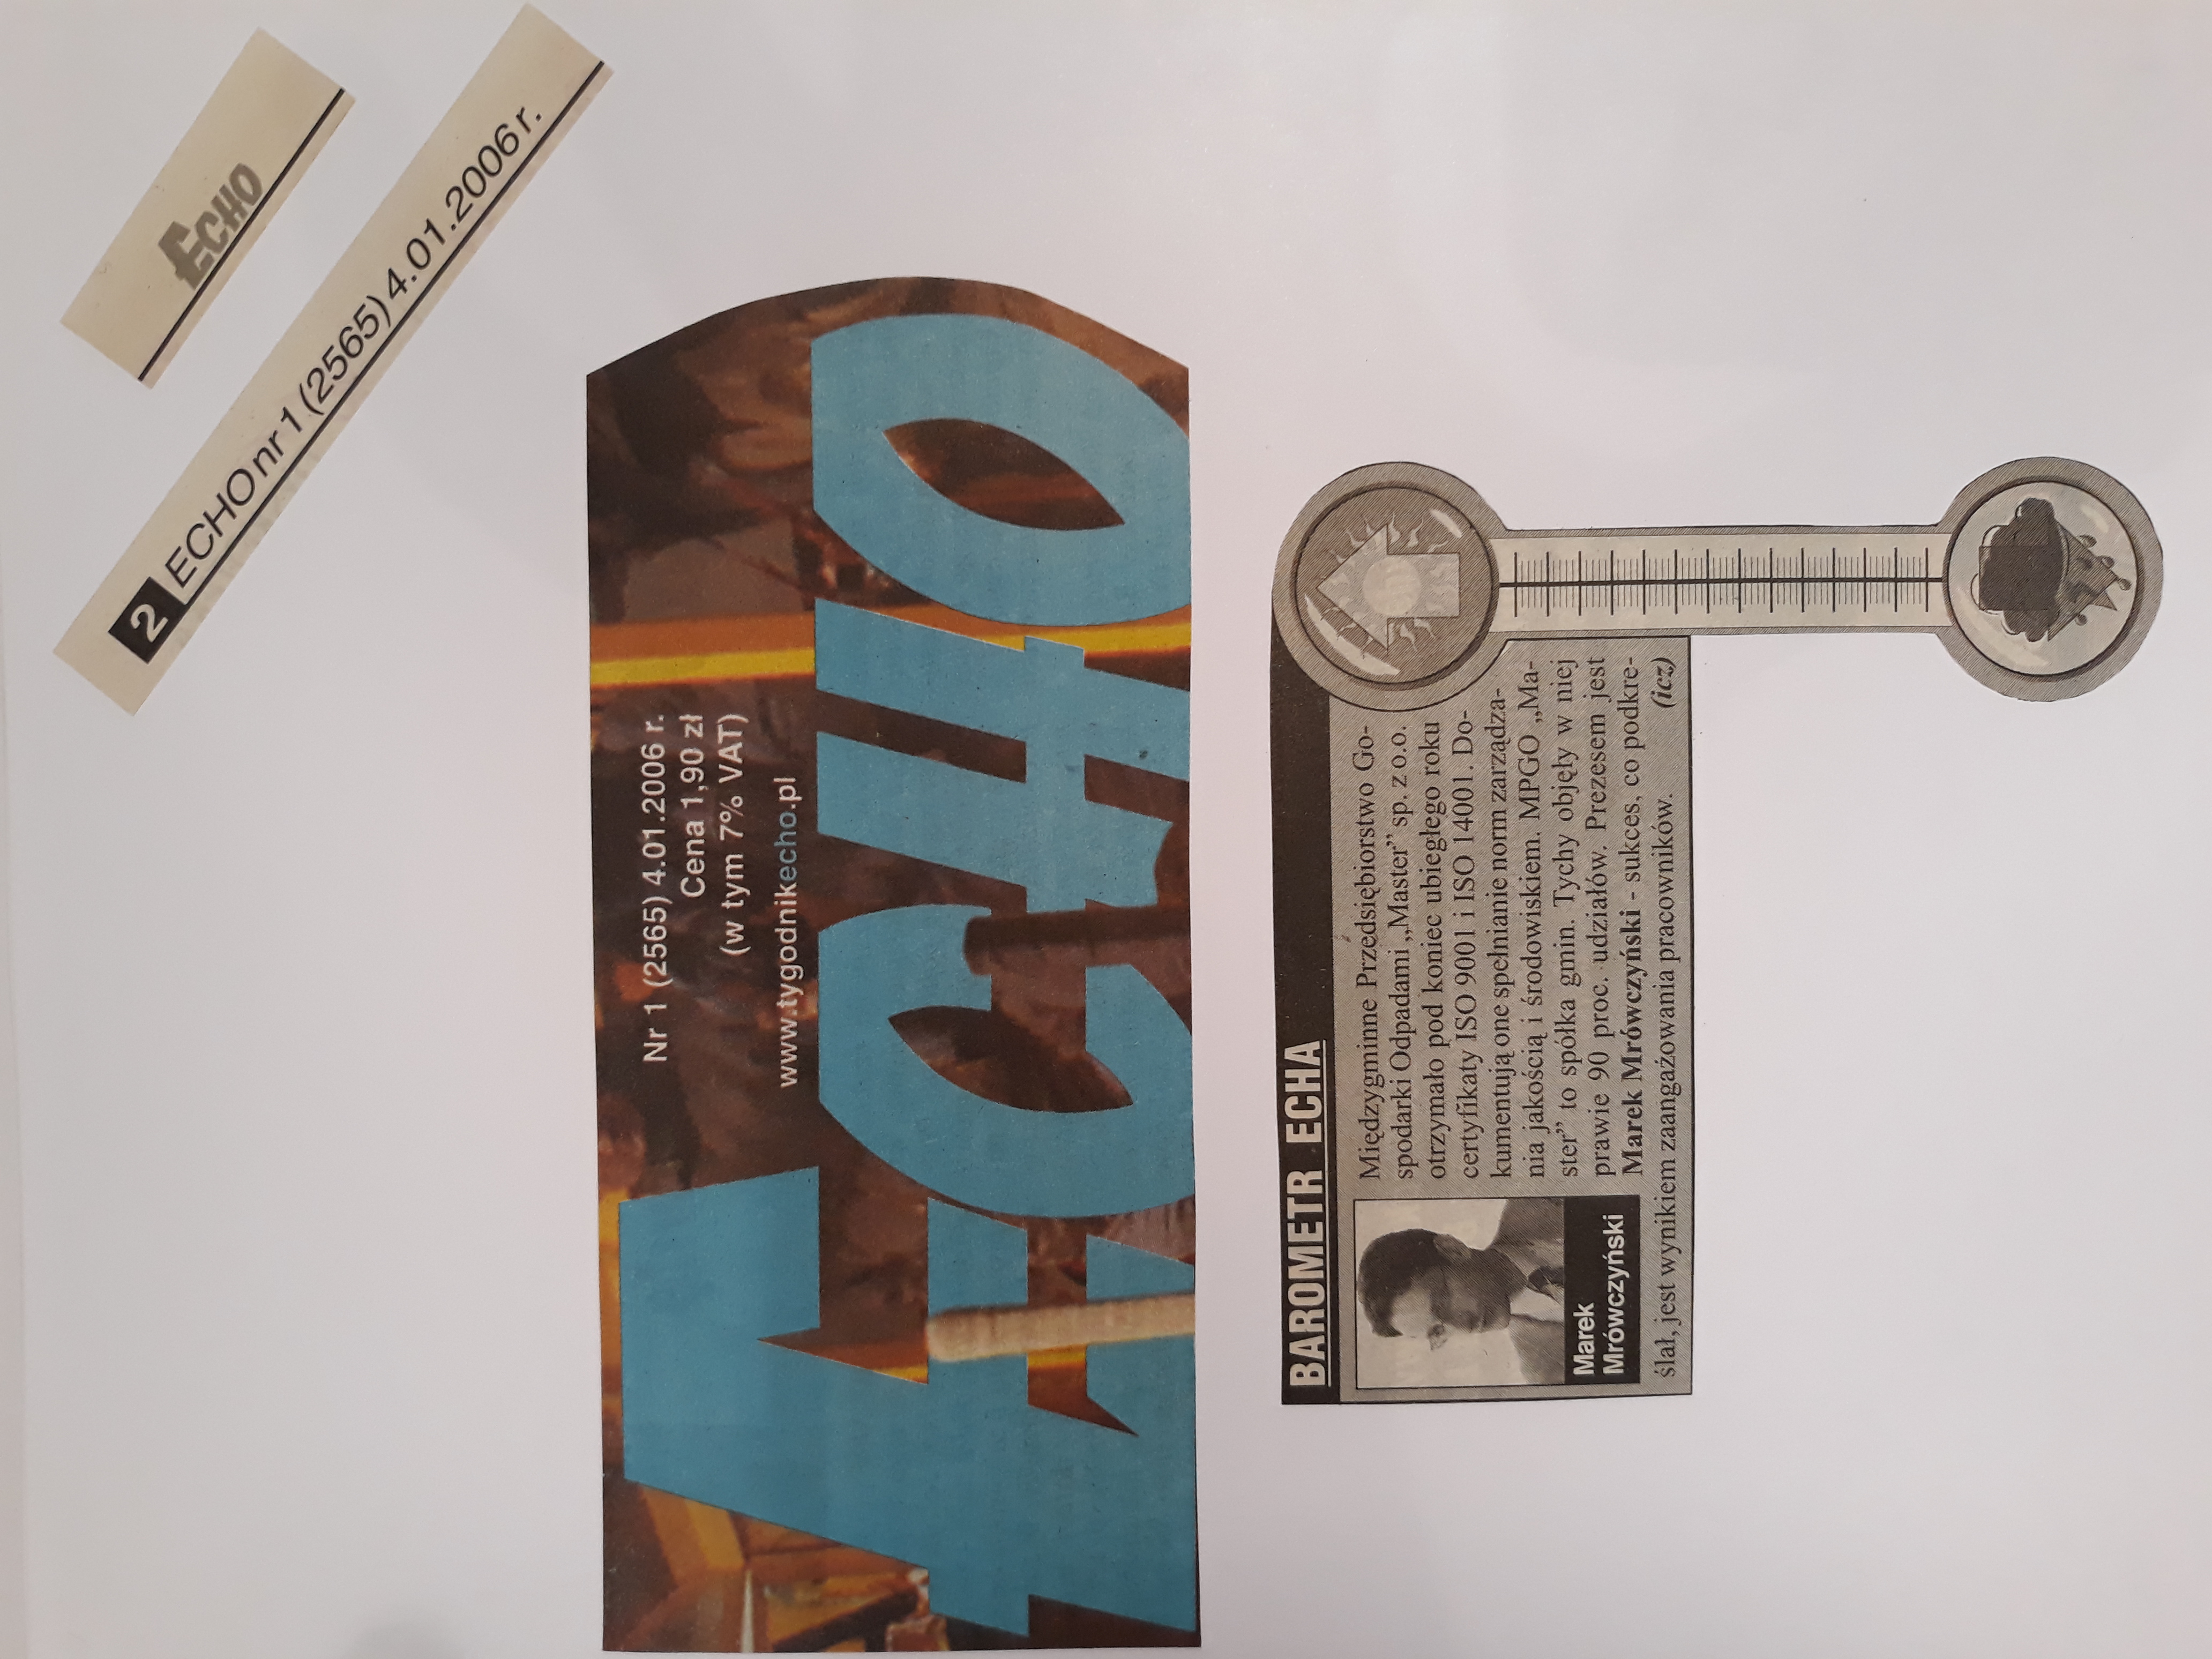 ECHO
2 ECHO nr 1 (2565) 4.01.2006 r.
Nr 1 (2565) 4.01.2006 r.
Cena 1,90 zł
(w tym 7% VAT)
www.tygodnikecho.pl
ECHO
BAROMETR ECHA
Międzygminne Przedsiębiorstwo Go-
spodarki Odpadami „Master” sp. z o.o.
otrzymało pod koniec ubiegłego roku
certyfikaty ISO 9001 i ISO 14001. Do-
kumentują one spełnianie norm zarządza-
nia jakością i środowiskiem. MPGO „Ma-
ster” to spółka gmin. Tychy objęły w niej
prawie 90 proc. udziałów. Prezesem jest
Marek Mrówczyński - sukces, co podkre-
ślał, jest wynikiem zaangażowania pracowników. (icz)
Marek
Mrówczyński